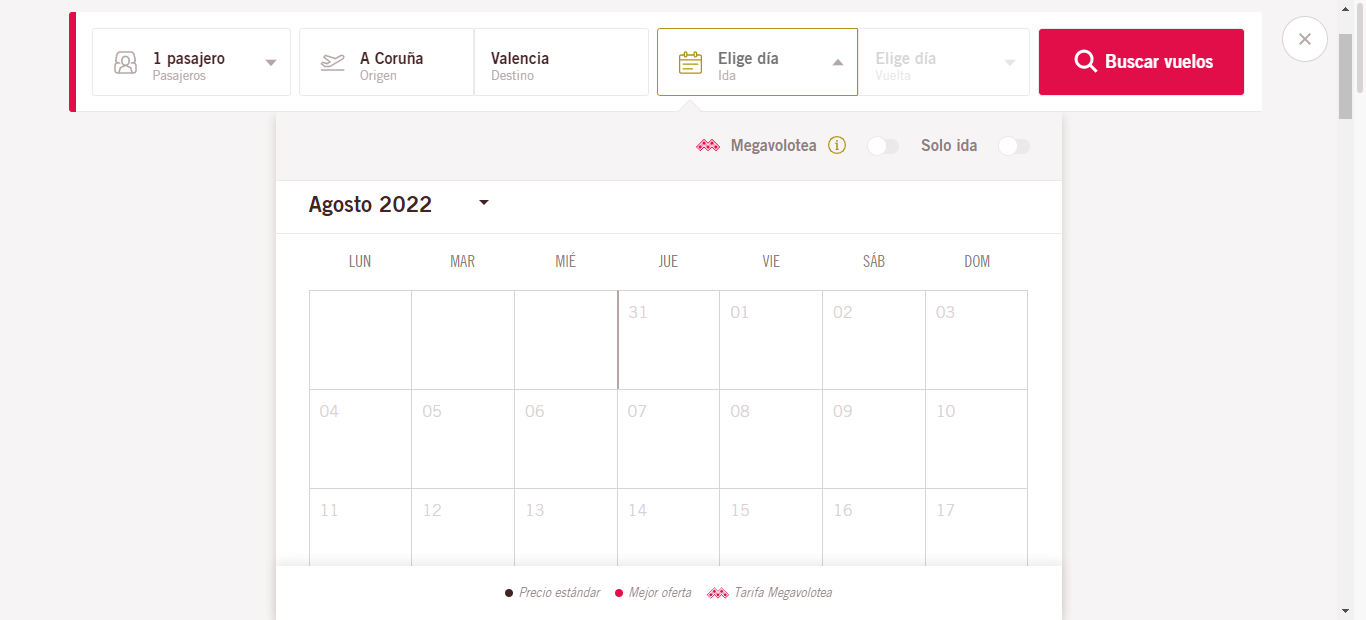 1 pasajero
Pasajeros
A Coruña
Origen
Valencia
Destino
Elige día
Ida
Elige día
Vuelta
Buscar vuelos
Megavolotea
Solo ida
Agosto 2022
LUN MAR MIÉ JUE VIE SÁB DOM
31 01 02 03
04 05 06 07 08 09 10
11 12 13 14 15 16 17
Precio estándar Mejor oferta Tarifa Megavolotea